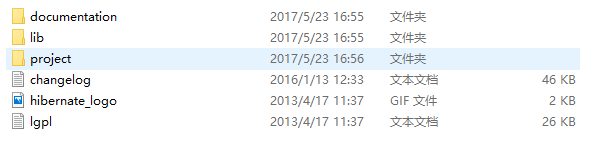 documentation 2017/5/23 16:55 文件夹
lib 2017/5/23 16:55 文件夹
project 2017/5/23 16:56 文件夹
changelog 2016/1/13 12:33 文本文档 46 KB
hibernate_logo 2013/4/17 11:37 GIF 文件 2 KB
lgpl 2013/4/17 11:37 文本文档 26 KB